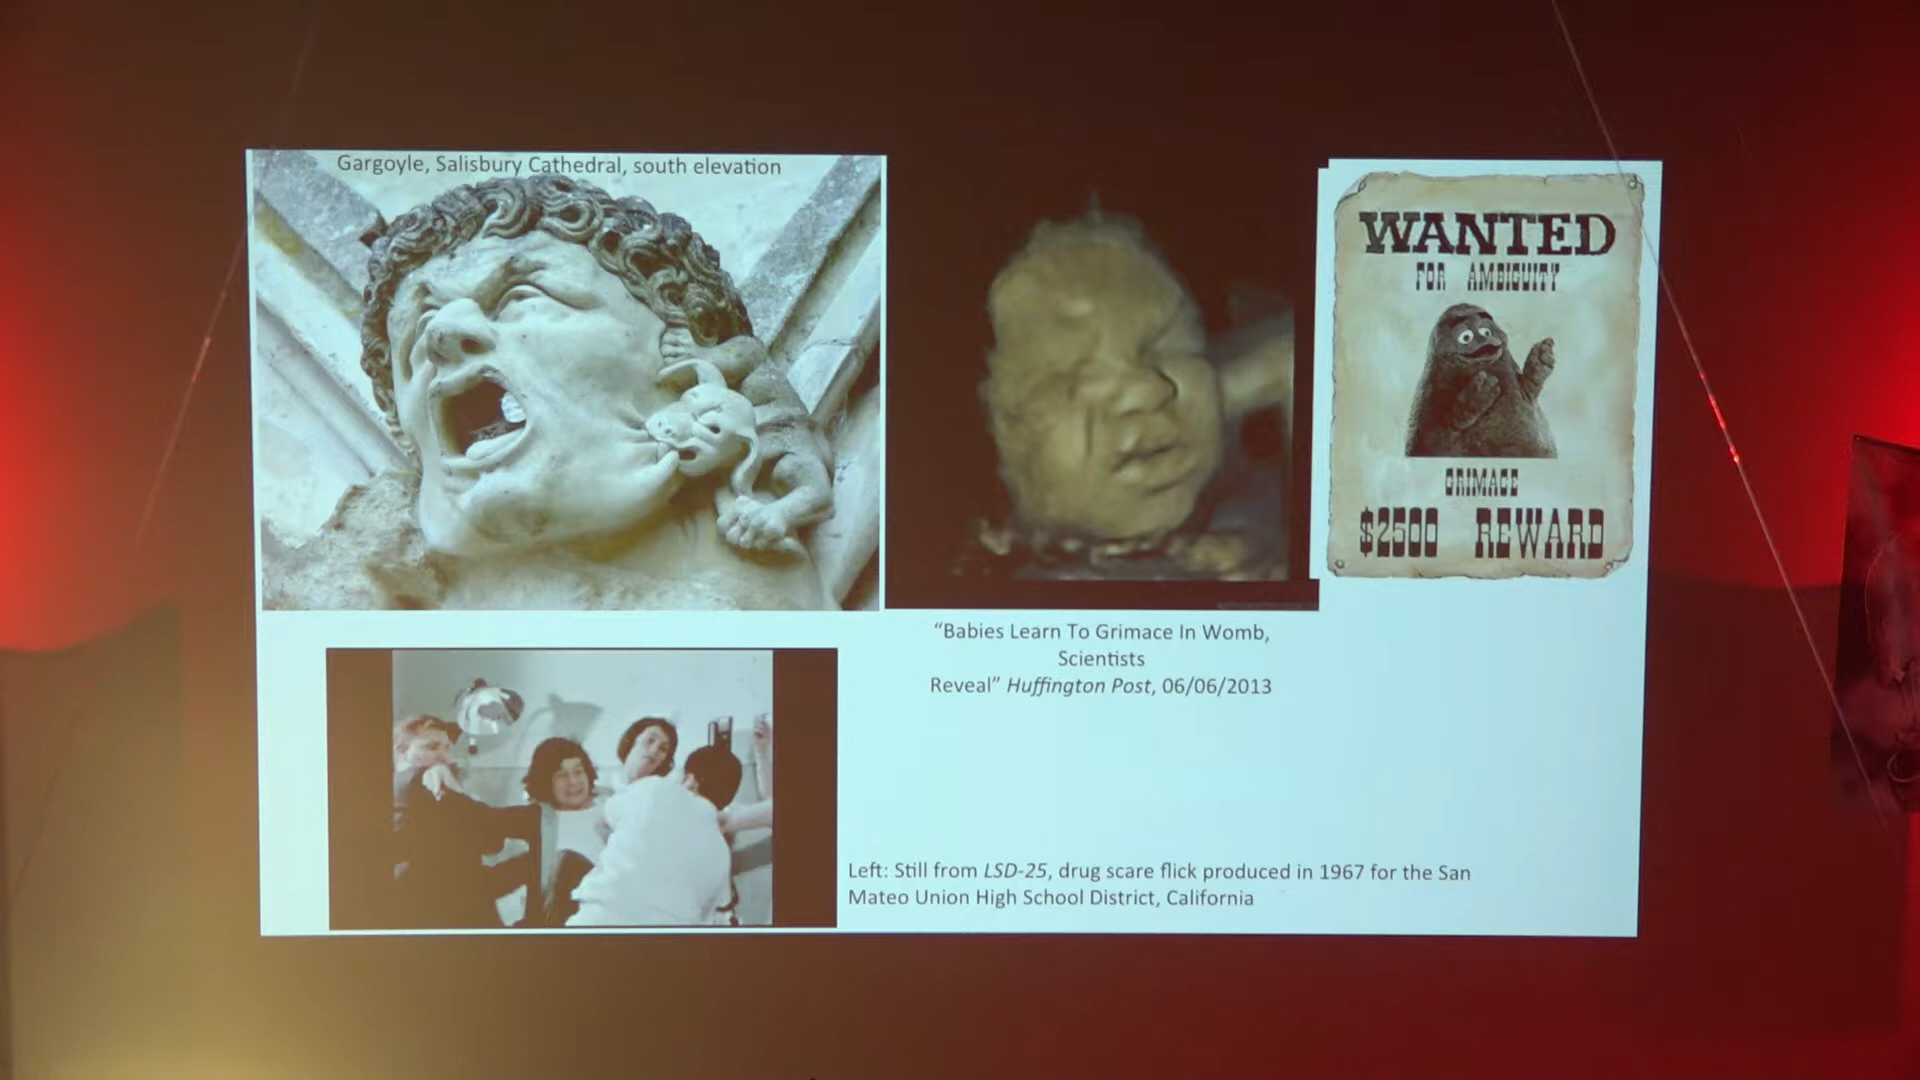 Gargoyle, Salisbury Cathedral, south elevation
WANTED
FOR AMBIGUITY
GRIMACE
$2500 REWARD
“Babies Learn To Grimace In Womb,
Scientists
Reveal” Huffington Post, 06/06/2013
Left: Still from LSD-25, drug scare flick produced in 1967 for the San
Mateo Union High School District, California